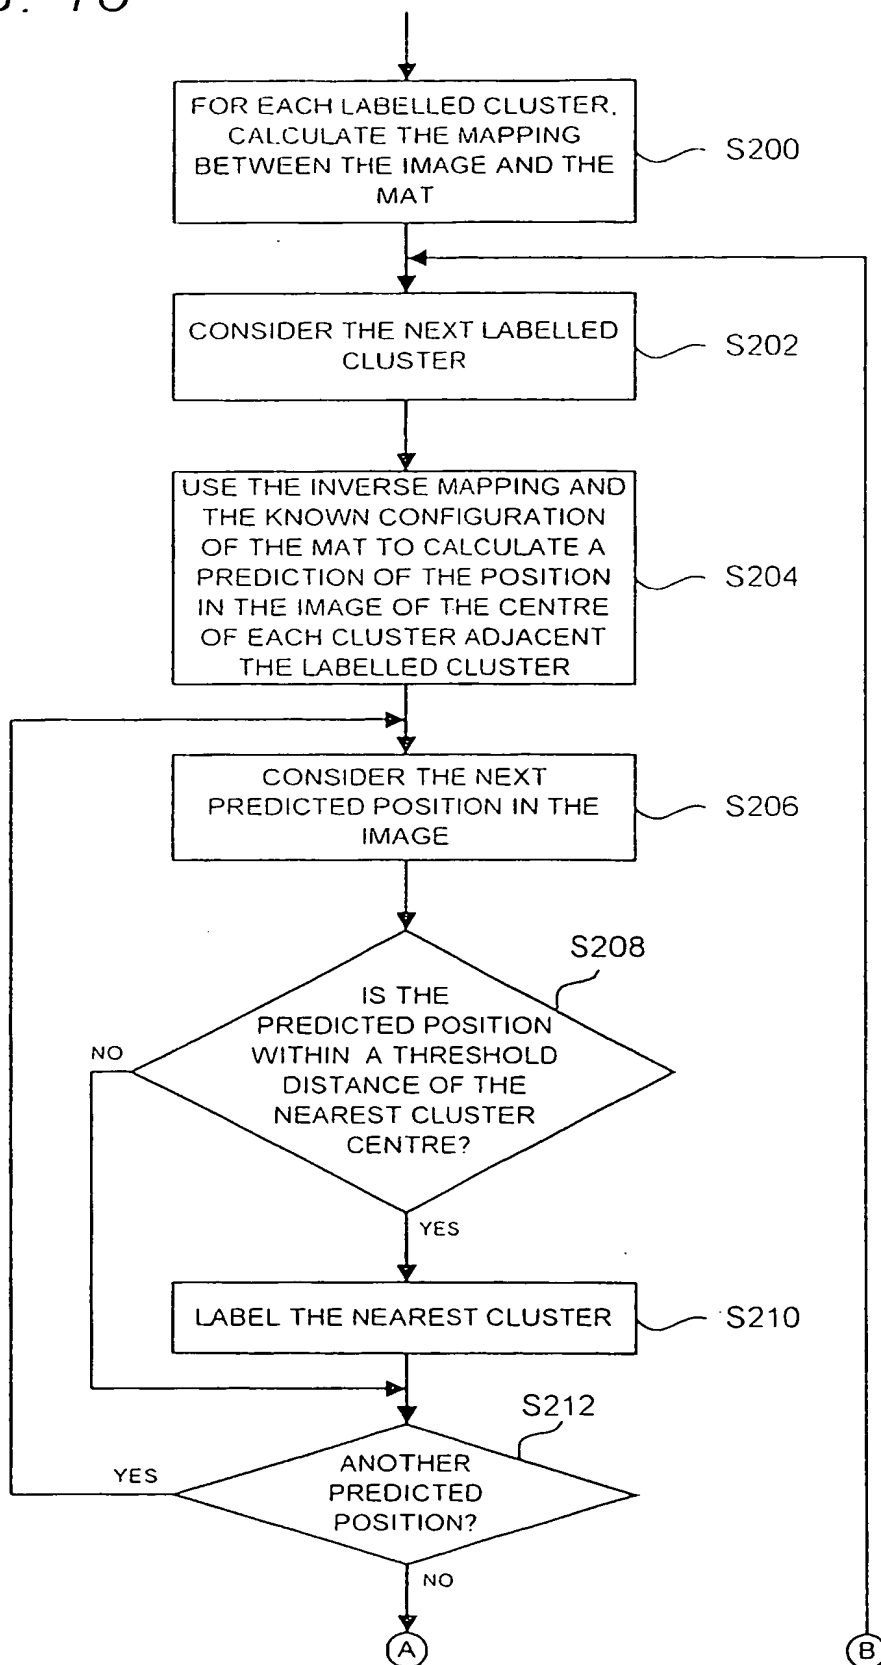 FOR EACH LABELLED CLUSTER,
CALCULATE THE MAPPING
BETWEEN THE IMAGE AND THE
MAT
S200
CONSIDER THE NEXT LABELLED
CLUSTER
S202
USE THE INVERSE MAPPING AND
THE KNOWN CONFIGURATION
OF THE MAT TO CALCULATE A
PREDICTION OF THE POSITION
IN THE IMAGE OF THE CENTRE
OF EACH CLUSTER ADJACENT
THE LABELLED CLUSTER
S204
CONSIDER THE NEXT
PREDICTED POSITION IN THE
IMAGE
S206
S208
IS THE
PREDICTED POSITION
WITHIN A THRESHOLD
DISTANCE OF THE
NEAREST CLUSTER
CENTRE?
NO
YES
LABEL THE NEAREST CLUSTER
S210
S212
ANOTHER
PREDICTED
POSITION?
YES
NO
A
B